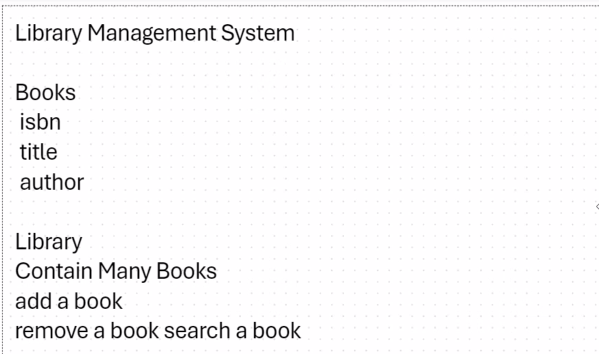 Library Management System
Books
isbn
title
author
Library
Contain Many Books
add a book
remove a book search a book